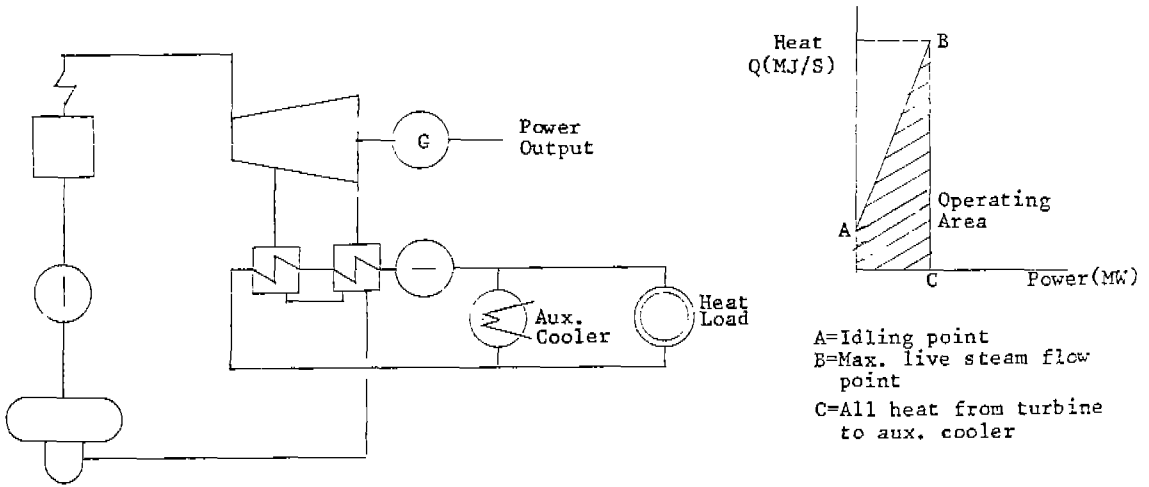 G
Power
Output
Aux.
Cooler
Heat
Load
Heat
Q(MJ/S)
B
A
Operating
Area
C
Power(MW)
A=Idling point
B=Max. live steam flow
point
C=All heat from turbine
to aux. cooler